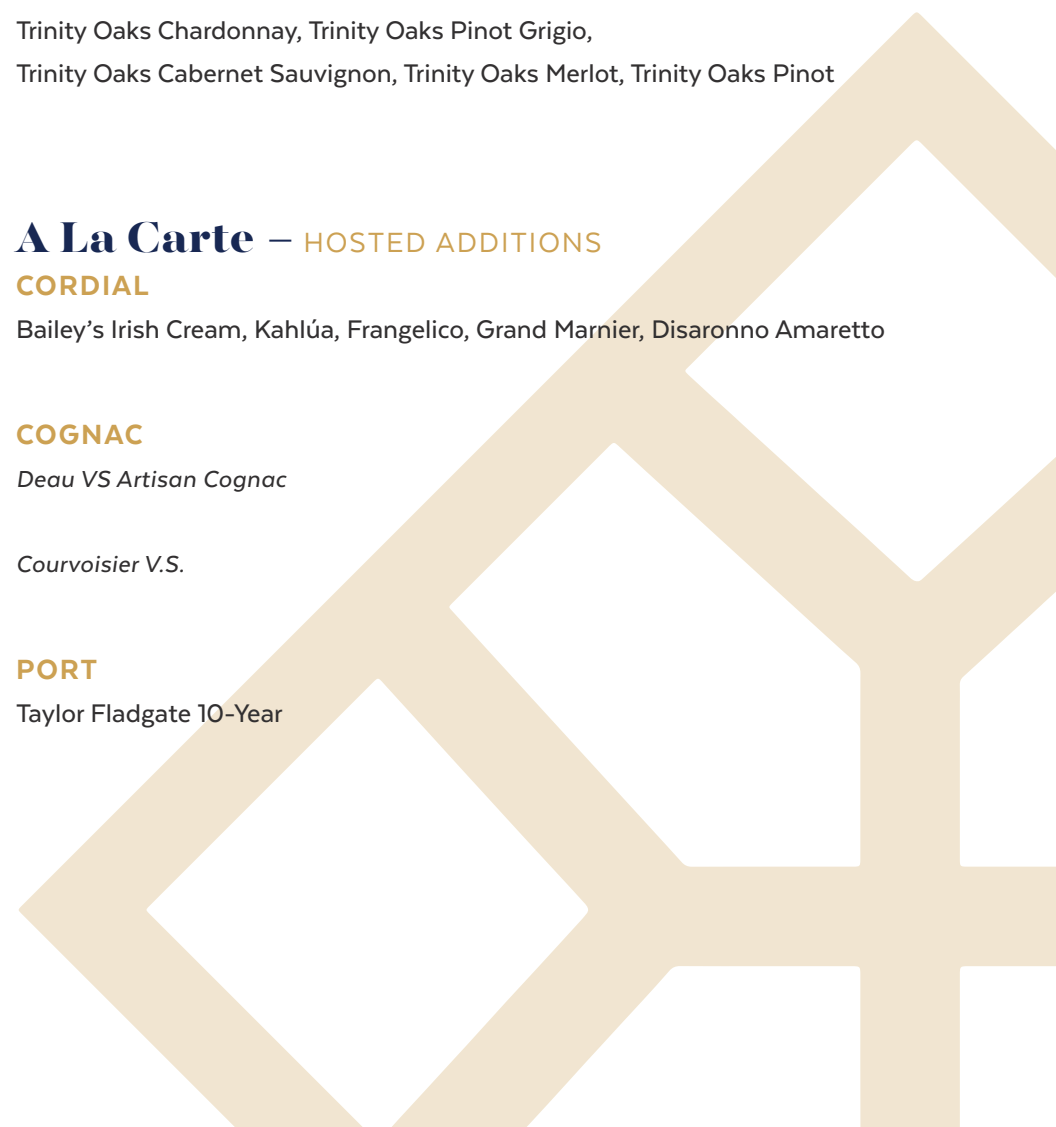 Trinity Oaks Chardonnay, Trinity Oaks Pinot Grigio,
Trinity Oaks Cabernet Sauvignon, Trinity Oaks Merlot, Trinity Oaks Pinot
A La Carte – HOSTED ADDITIONS
CORDIAL
Bailey’s Irish Cream, Kahlúa, Frangelico, Grand Marnier, Disaronno Amaretto
COGNAC
Deau VS Artisan Cognac
Courvoisier V.S.
PORT
Taylor Fladgate 10-Year